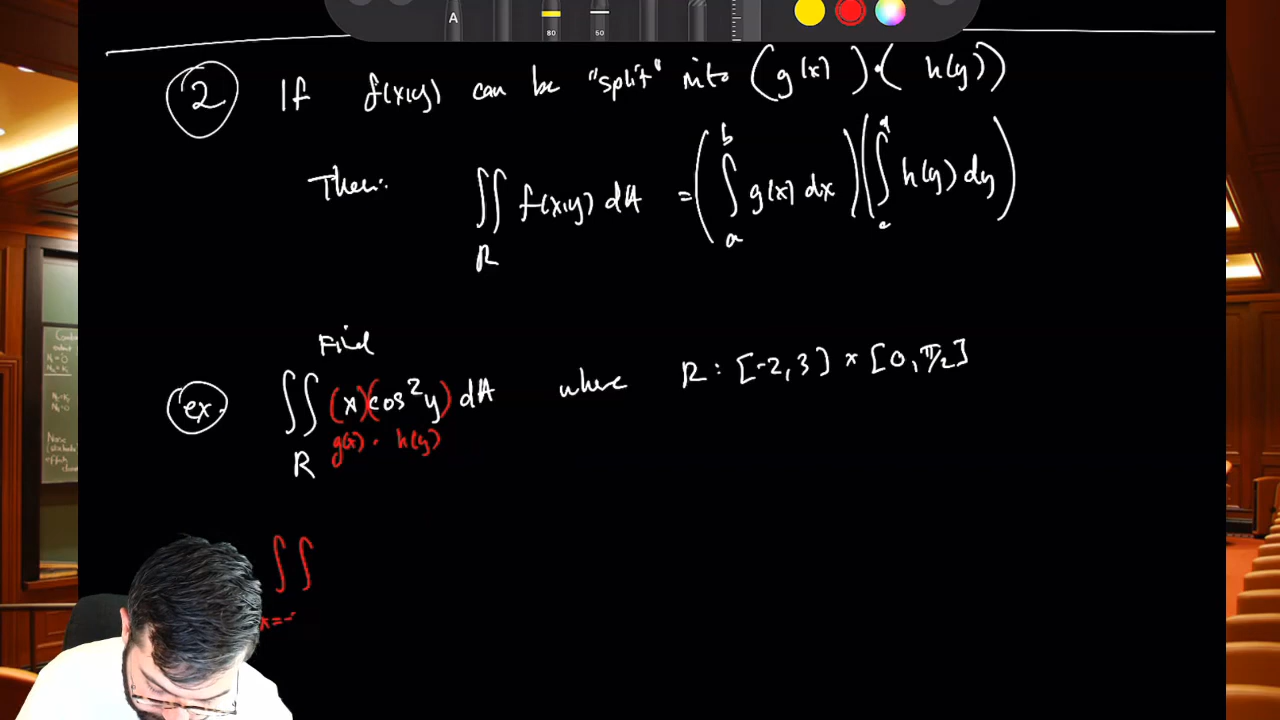 A 80 50
② If f(x,y) can be "split" into (g(x))·(h(y))
Then: ∬_R f(x,y) dA = (∫_a^b g(x) dx)(∫_c^d h(y) dy)
Find
ex. ∬_R (x)(cos²y) dA where R: [-2,3] × [0, π/2]
g(x) · h(y)
∫∫
x=-